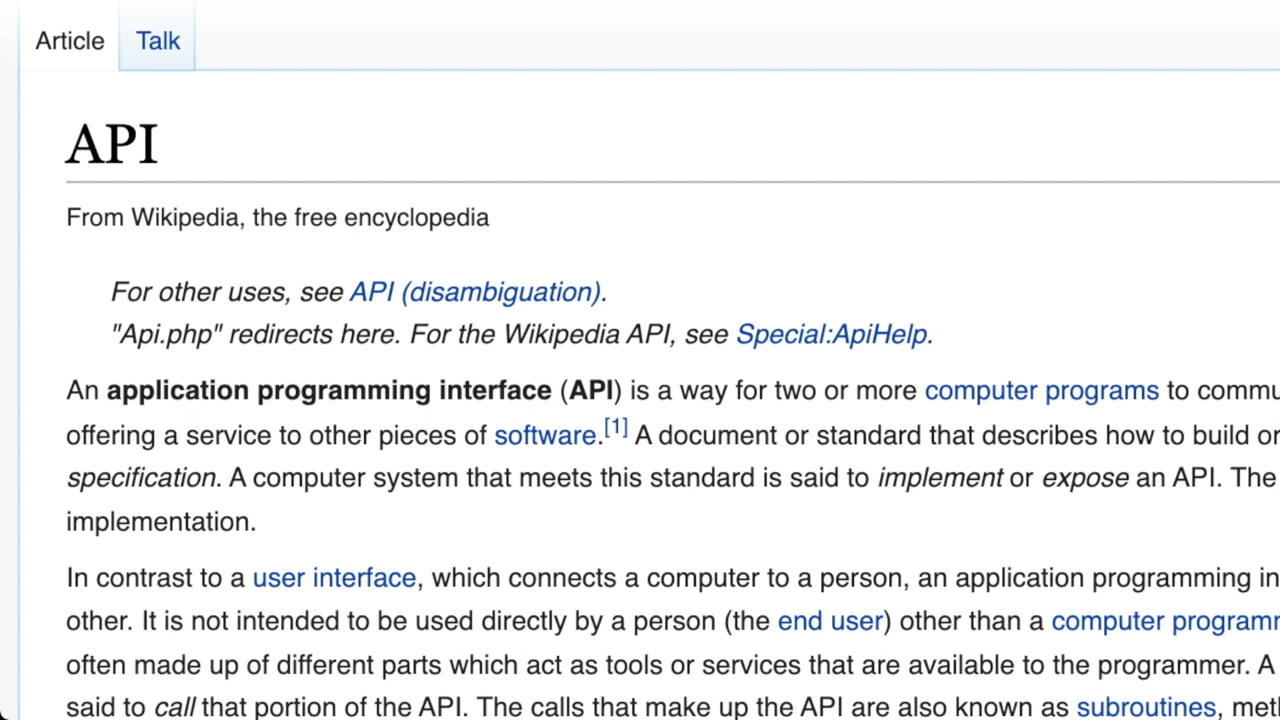 Article Talk
API
From Wikipedia, the free encyclopedia
For other uses, see API (disambiguation).
"Api.php" redirects here. For the Wikipedia API, see Special:ApiHelp.
An application programming interface (API) is a way for two or more computer programs to
offering a service to other pieces of software.[1] A document or standard that describes how to build or
specification. A computer system that meets this standard is said to implement or expose an API. The
implementation.
In contrast to a user interface, which connects a computer to a person, an application programming
other. It is not intended to be used directly by a person (the end user) other than a computer
often made up of different parts which act as tools or services that are available to the programmer. A
said to call that portion of the API. The calls that make up the API are also known as subroutines,